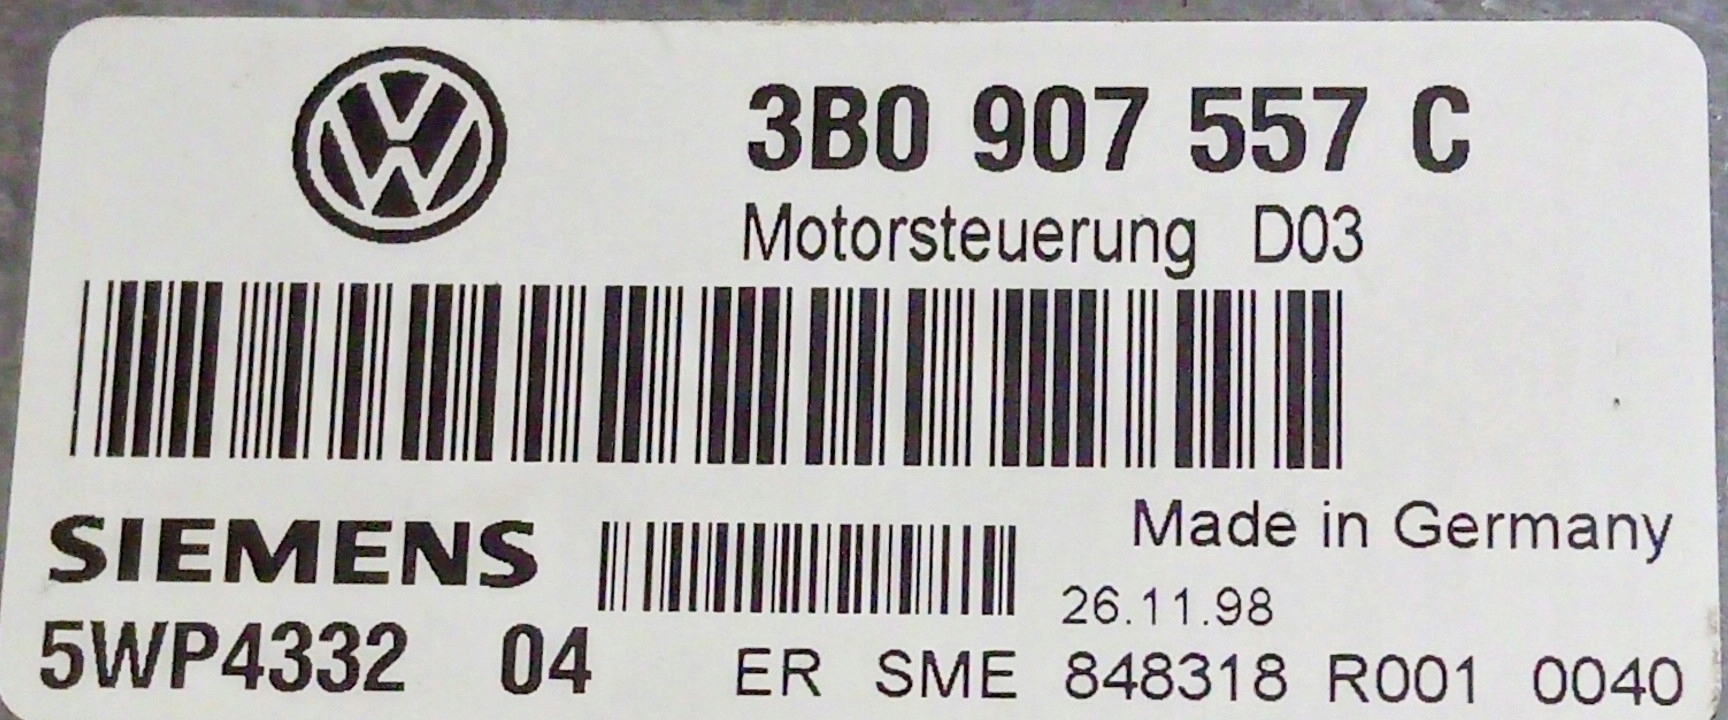 3B0 907 557 C
Motorsteuerung D03
SIEMENS
Made in Germany
26.11.98
5WP4332 04
ER SME 848318 R001 0040